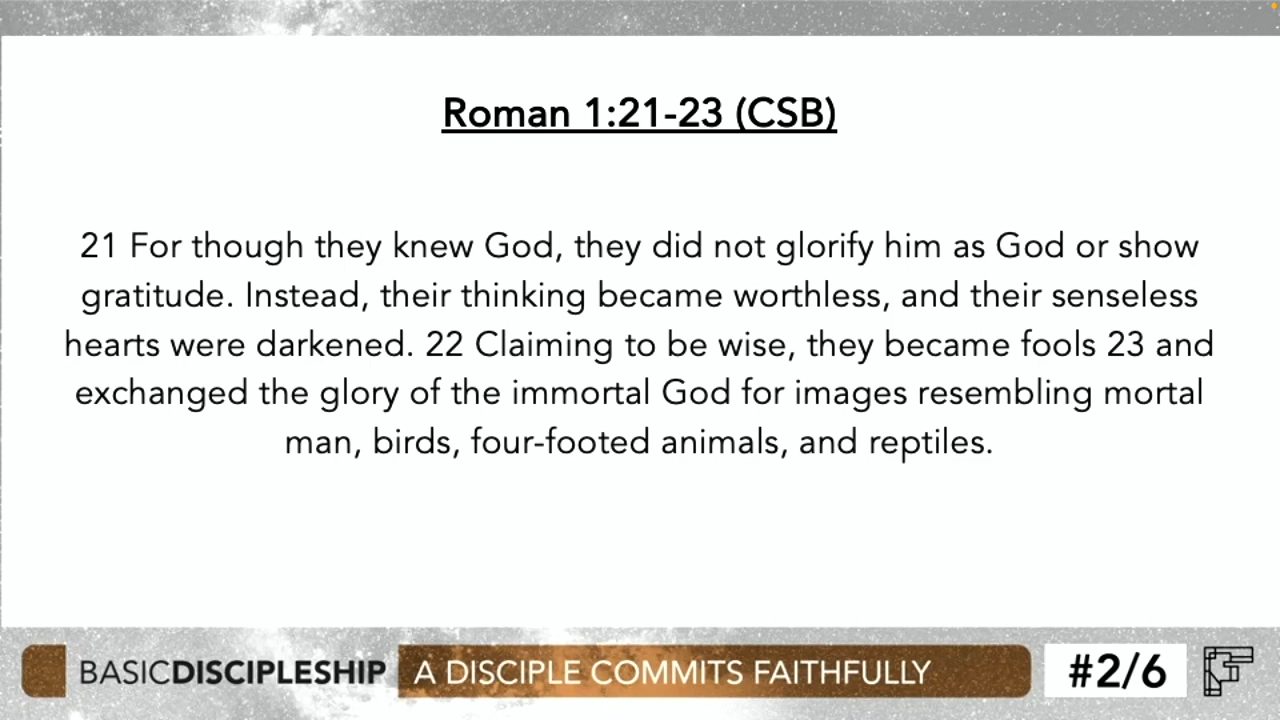 Roman 1:21-23 (CSB)
21 For though they knew God, they did not glorify him as God or show
gratitude. Instead, their thinking became worthless, and their senseless
hearts were darkened. 22 Claiming to be wise, they became fools 23 and
exchanged the glory of the immortal God for images resembling mortal
man, birds, four-footed animals, and reptiles.
BASICDISCIPLESHIP A DISCIPLE COMMITS FAITHFULLY #2/6